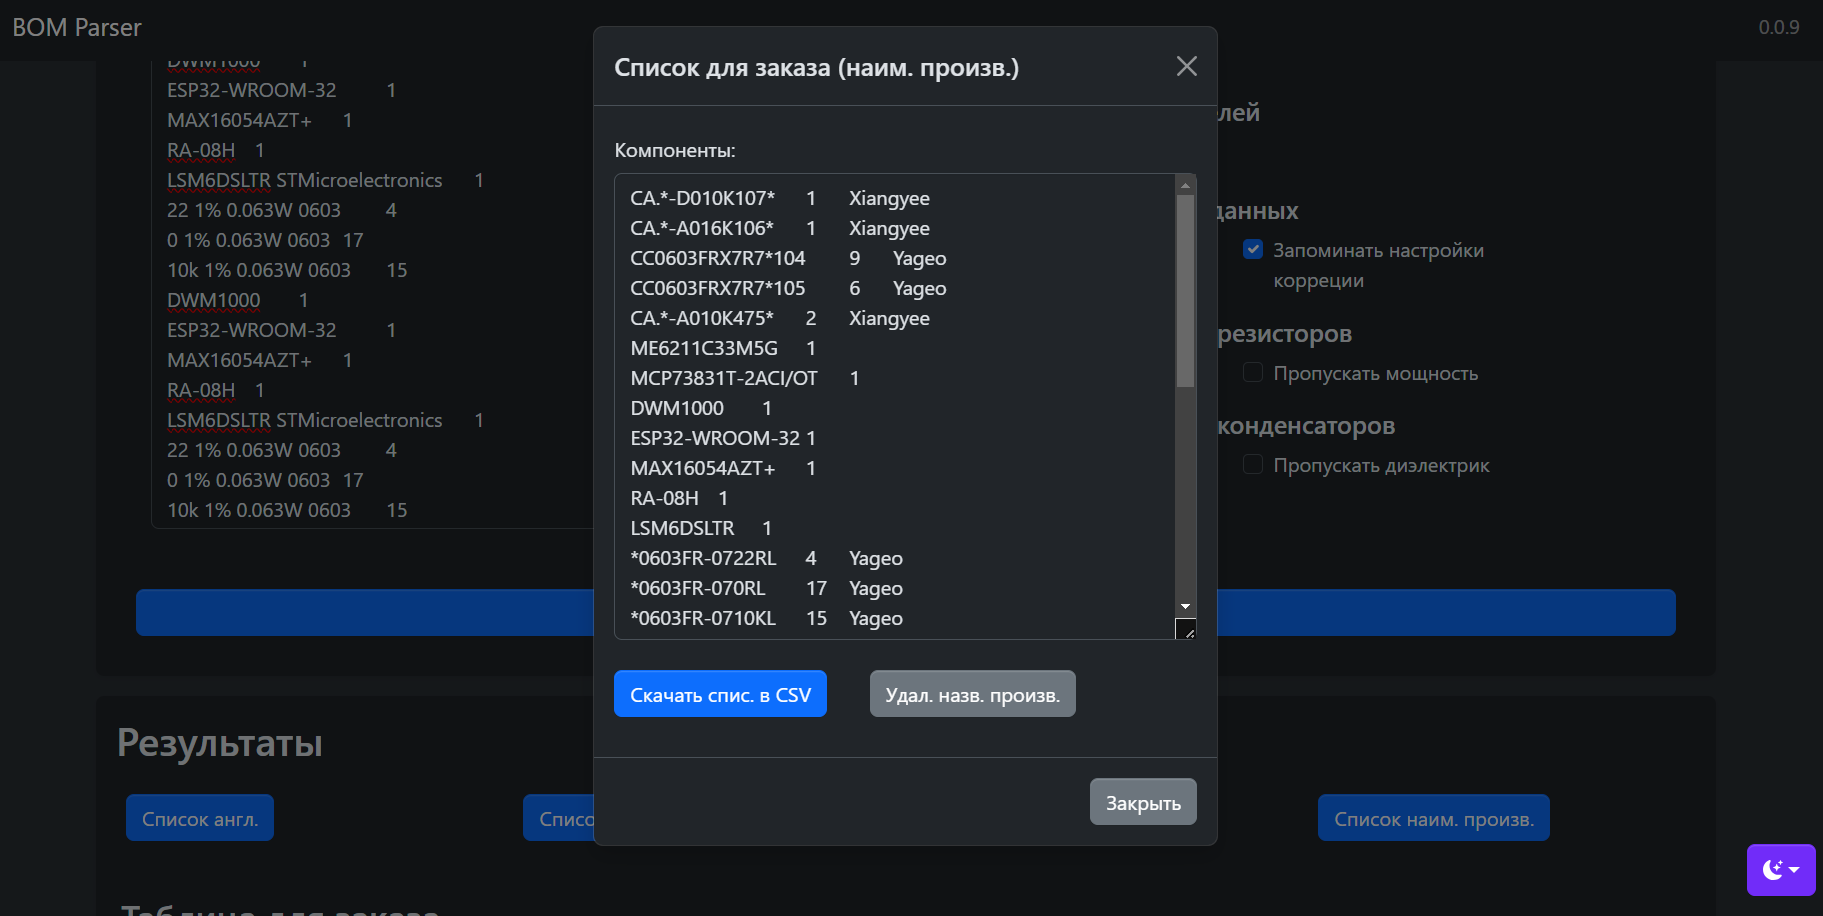 BOM Parser
0.0.9
DWM1000 1
ESP32-WROOM-32 1
MAX16054AZT+ 1
RA-08H 1
LSM6DSLTR STMicroelectronics 1
22 1% 0.063W 0603 4
0 1% 0.063W 0603 17
10k 1% 0.063W 0603 15
DWM1000 1
ESP32-WROOM-32 1
MAX16054AZT+ 1
RA-08H 1
LSM6DSLTR STMicroelectronics 1
22 1% 0.063W 0603 4
0 1% 0.063W 0603 17
10k 1% 0.063W 0603 15
Список для заказа (наим. произв.)
Компоненты:
CA.*-D010K107* 1 Xiangyee
CA.*-A016K106* 1 Xiangyee
CC0603FRX7R7*104 9 Yageo
CC0603FRX7R7*105 6 Yageo
CA.*-A010K475* 2 Xiangyee
ME6211C33M5G 1
MCP73831T-2ACI/OT 1
DWM1000 1
ESP32-WROOM-32 1
MAX16054AZT+ 1
RA-08H 1
LSM6DSLTR 1
*0603FR-0722RL 4 Yageo
*0603FR-070RL 17 Yageo
*0603FR-0710KL 15 Yageo
Скачать спис. в CSV
Удал. назв. произв.
Закрыть
лей
данных
Запоминать настройки
коррекции
резисторов
Пропускать мощность
конденсаторов
Пропускать диэлектрик
Результаты
Список англ.
Списо
Список наим. произв.
Таблица для заказа